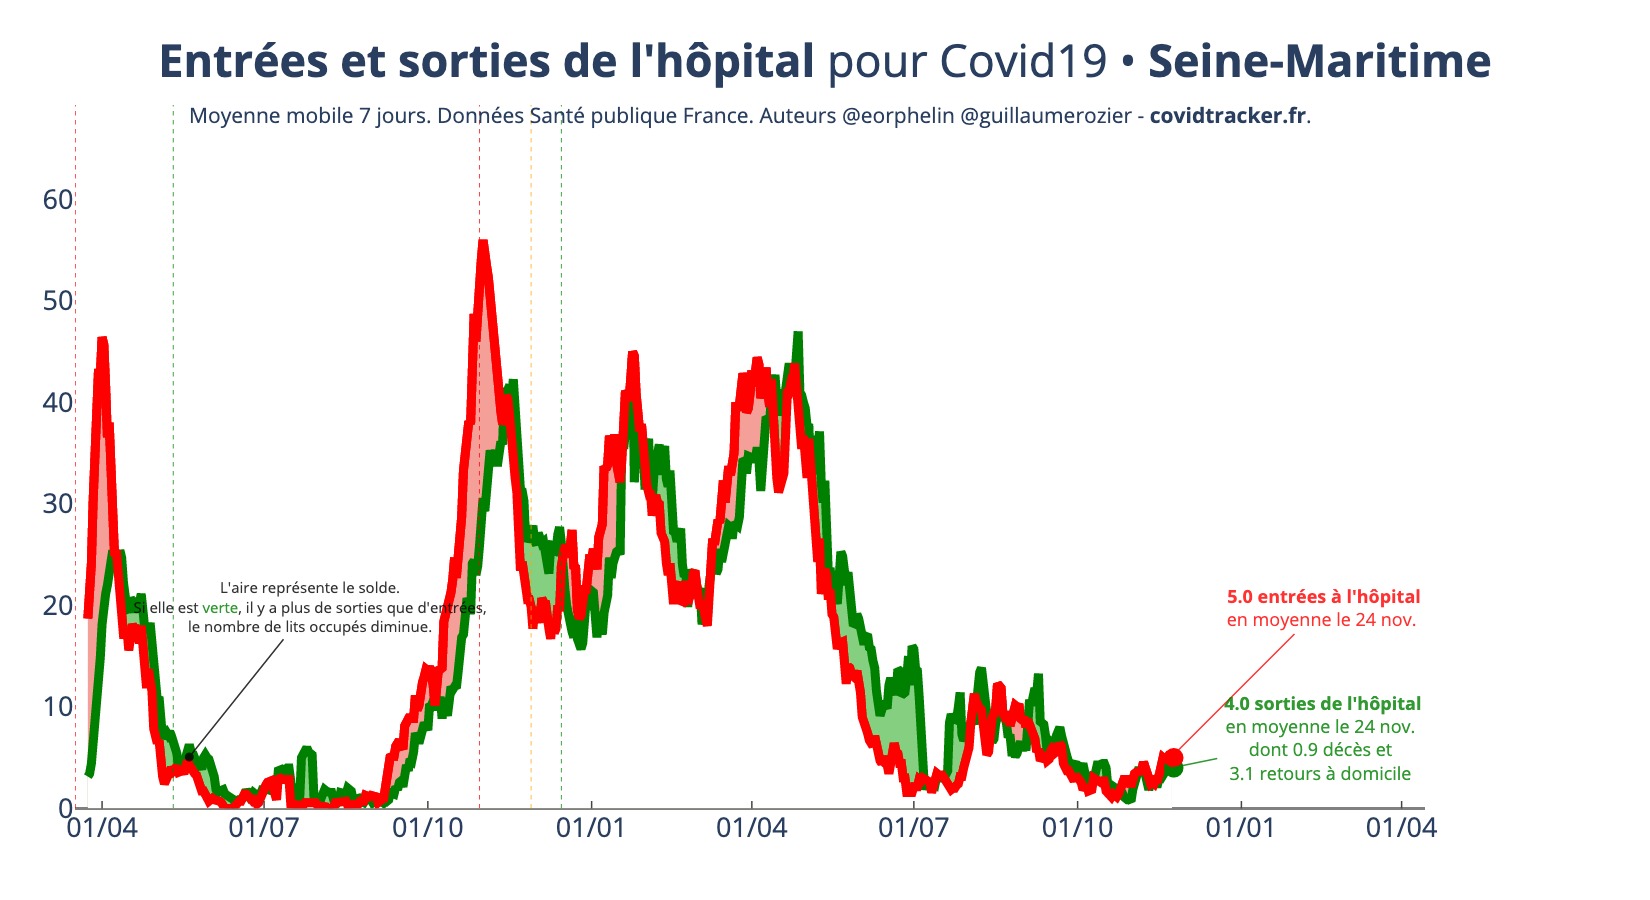 Entrées et sorties de l'hôpital pour Covid19 • Seine-Maritime
Moyenne mobile 7 jours. Données Santé publique France. Auteurs @eorphelin @guillaumerozier - covidtracker.fr.
60
50
40
30
20
10
0
L'aire représente le solde.
Si elle est verte, il y a plus de sorties que d'entrées,
le nombre de lits occupés diminue.
5.0 entrées à l'hôpital
en moyenne le 24 nov.
4.0 sorties de l'hôpital
en moyenne le 24 nov.
dont 0.9 décès et
3.1 retours à domicile
01/04 01/07 01/10 01/01 01/04 01/07 01/10 01/01 01/04